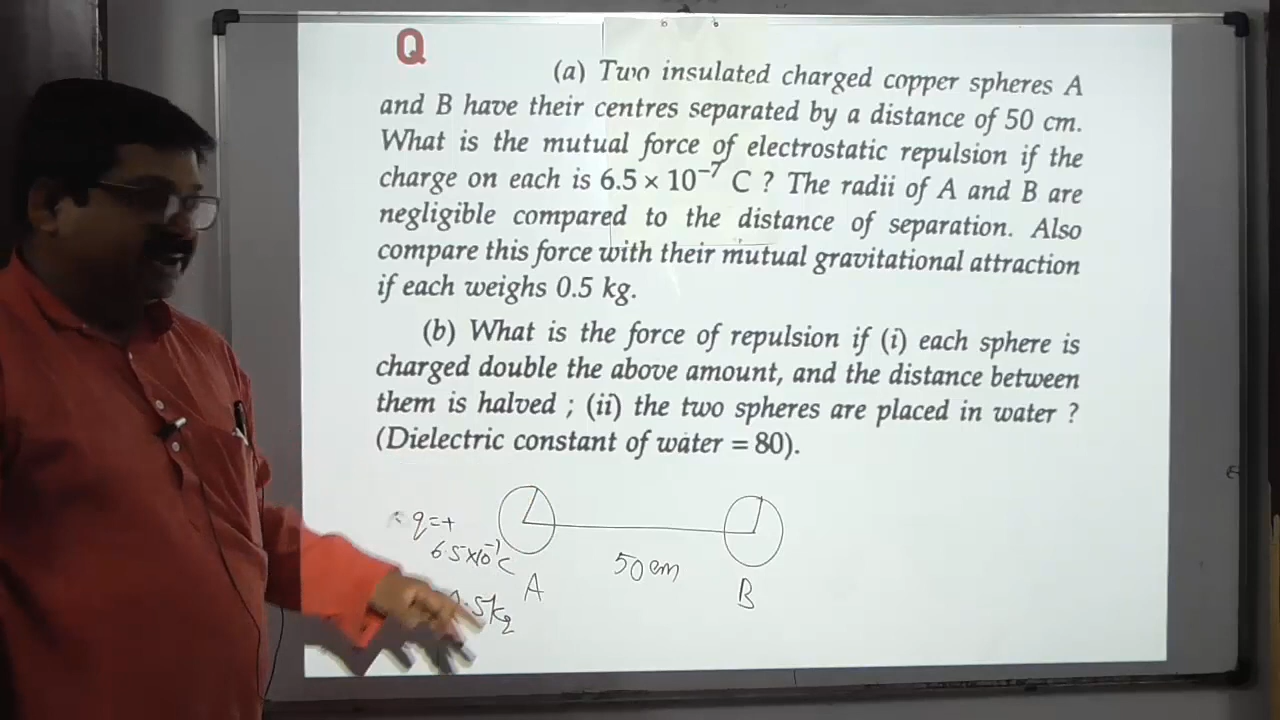 Q
(a) Two insulated charged copper spheres A
and B have their centres separated by a distance of 50 cm.
What is the mutual force of electrostatic repulsion if the
charge on each is 6.5 × 10⁻⁷ C ? The radii of A and B are
negligible compared to the distance of separation. Also
compare this force with their mutual gravitational attraction
if each weighs 0.5 kg.
(b) What is the force of repulsion if (i) each sphere is
charged double the above amount, and the distance between
them is halved ; (ii) the two spheres are placed in water ?
(Dielectric constant of water = 80).
q=+
6.5×10⁻⁷C
50cm
A
B
.5kg